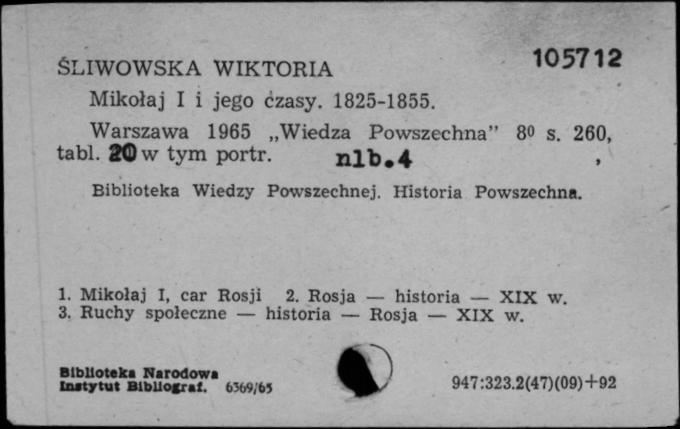 105712
ŚLIWOWSKA WIKTORIA
Mikołaj I i jego czasy. 1825-1855.
Warszawa 1965 „Wiedza Powszechna” 8⁰ s. 260,
tabl. 20 w tym portr. nlb.4 ,
Biblioteka Wiedzy Powszechnej. Historia Powszechna.
1. Mikołaj I, car Rosji 2. Rosja — historia — XIX w.
3. Ruchy społeczne — historia — Rosja — XIX w.
Biblioteka Narodowa
Instytut Bibliograf. 6369/65
947:323.2(47)(09)+92